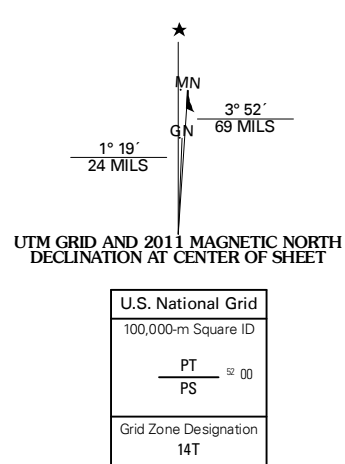 ★
MN
3° 52´
69 MILS
GN
1° 19´
24 MILS
UTM GRID AND 2011 MAGNETIC NORTH
DECLINATION AT CENTER OF SHEET
U.S. National Grid
100,000-m Square ID
PT
52 00
PS
Grid Zone Designation
14T